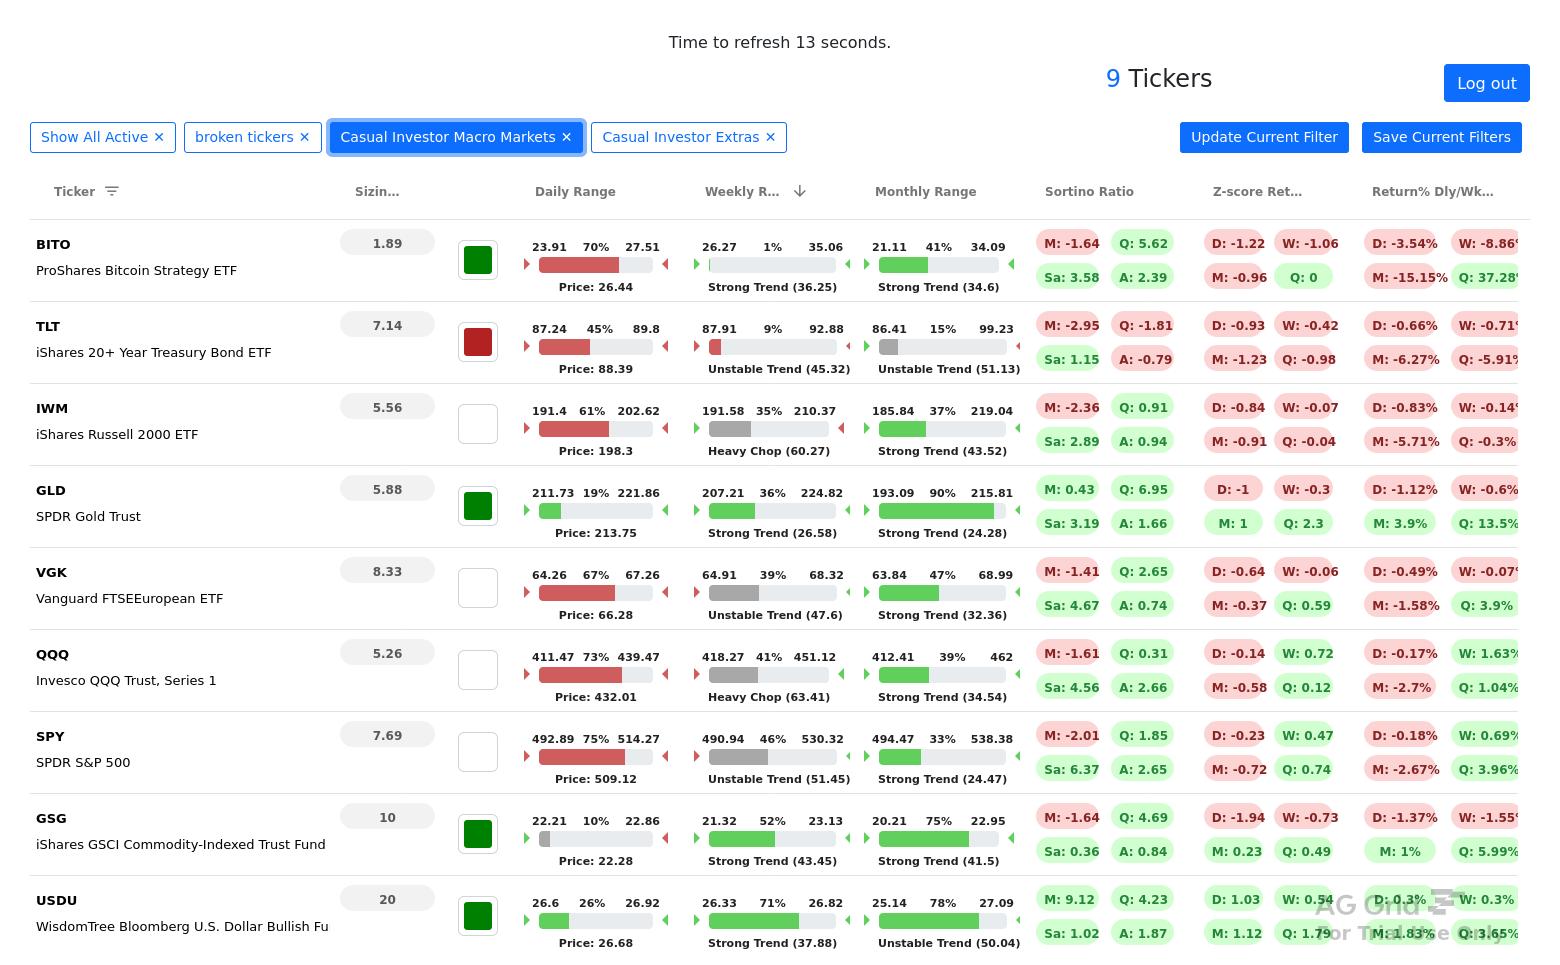 Time to refresh 13 seconds.
9 Tickers
Log out
Show All Active ✕ broken tickers ✕ Casual Investor Macro Markets ✕ Casual Investor Extras ✕ Update Current Filter Save Current Filters
Ticker Sizin... Daily Range Weekly R... Monthly Range Sortino Ratio Z-score Ret... Return% Dly/Wk...
BITO 1.89 23.91 70% 27.51 26.27 1% 35.06 21.11 41% 34.09 M: -1.64 Q: 5.62 D: -1.22 W: -1.06 D: -3.54% W: -8.86%
ProShares Bitcoin Strategy ETF Price: 26.44 Strong Trend (36.25) Strong Trend (34.6) Sa: 3.58 A: 2.39 M: -0.96 Q: 0 M: -15.15% Q: 37.28%
TLT 7.14 87.24 45% 89.8 87.91 9% 92.88 86.41 15% 99.23 M: -2.95 Q: -1.81 D: -0.93 W: -0.42 D: -0.66% W: -0.71%
iShares 20+ Year Treasury Bond ETF Price: 88.39 Unstable Trend (45.32) Unstable Trend (51.13) Sa: 1.15 A: -0.79 M: -1.23 Q: -0.98 M: -6.27% Q: -5.91%
IWM 5.56 191.4 61% 202.62 191.58 35% 210.37 185.84 37% 219.04 M: -2.36 Q: 0.91 D: -0.84 W: -0.07 D: -0.83% W: -0.14%
iShares Russell 2000 ETF Price: 198.3 Heavy Chop (60.27) Strong Trend (43.52) Sa: 2.89 A: 0.94 M: -0.91 Q: -0.04 M: -5.71% Q: -0.3%
GLD 5.88 211.73 19% 221.86 207.21 36% 224.82 193.09 90% 215.81 M: 0.43 Q: 6.95 D: -1 W: -0.3 D: -1.12% W: -0.6%
SPDR Gold Trust Price: 213.75 Strong Trend (26.58) Strong Trend (24.28) Sa: 3.19 A: 1.66 M: 1 Q: 2.3 M: 3.9% Q: 13.5%
VGK 8.33 64.26 67% 67.26 64.91 39% 68.32 63.84 47% 68.99 M: -1.41 Q: 2.65 D: -0.64 W: -0.06 D: -0.49% W: -0.07%
Vanguard FTSEEuropean ETF Price: 66.28 Unstable Trend (47.6) Strong Trend (32.36) Sa: 4.67 A: 0.74 M: -0.37 Q: 0.59 M: -1.58% Q: 3.9%
QQQ 5.26 411.47 73% 439.47 418.27 41% 451.12 412.41 39% 462 M: -1.61 Q: 0.31 D: -0.14 W: 0.72 D: -0.17% W: 1.63%
Invesco QQQ Trust, Series 1 Price: 432.01 Heavy Chop (63.41) Strong Trend (34.54) Sa: 4.56 A: 2.66 M: -0.58 Q: 0.12 M: -2.7% Q: 1.04%
SPY 7.69 492.89 75% 514.27 490.94 46% 530.32 494.47 33% 538.38 M: -2.01 Q: 1.85 D: -0.23 W: 0.47 D: -0.18% W: 0.69%
SPDR S&P 500 Price: 509.12 Unstable Trend (51.45) Strong Trend (24.47) Sa: 6.37 A: 2.65 M: -0.72 Q: 0.74 M: -2.67% Q: 3.96%
GSG 10 22.21 10% 22.86 21.32 52% 23.13 20.21 75% 22.95 M: -1.64 Q: 4.69 D: -1.94 W: -0.73 D: -1.37% W: -1.55%
iShares GSCI Commodity-Indexed Trust Fund Price: 22.28 Strong Trend (43.45) Strong Trend (41.5) Sa: 0.36 A: 0.84 M: 0.23 Q: 0.49 M: 1% Q: 5.99%
USDU 20 26.6 26% 26.92 26.33 71% 26.82 25.14 78% 27.09 M: 9.12 Q: 4.23 D: 1.03 W: 0.54 D: 0.3% W: 0.3%
WisdomTree Bloomberg U.S. Dollar Bullish Fu Price: 26.68 Strong Trend (37.88) Unstable Trend (50.04) Sa: 1.02 A: 1.87 M: 1.12 Q: 1.79 M: 1.83% Q: 3.65%
AG Grid
For Trial Use Only